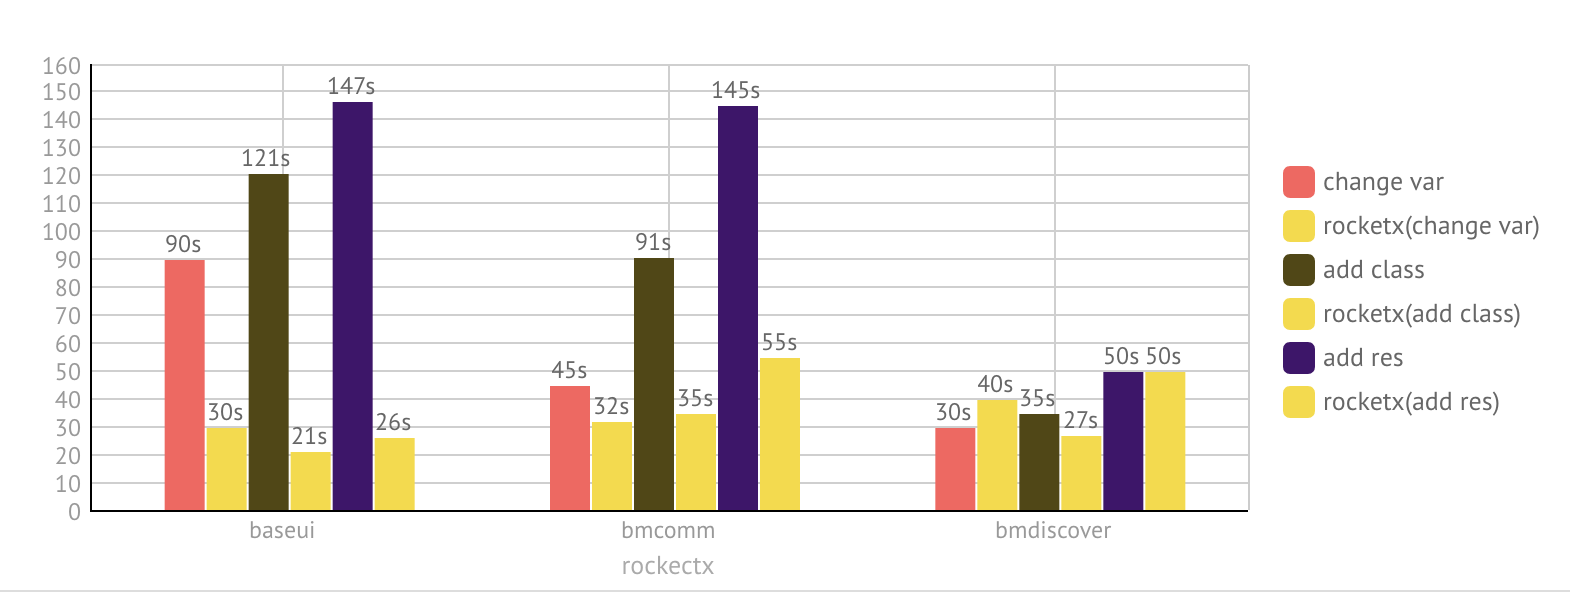 160
150
140
130
120
110
100
90
80
70
60
50
40
30
20
10
0
90s
30s
121s
21s
147s
26s
45s
32s
91s
35s
145s
55s
30s
40s
35s
27s
50s
50s
baseui
bmcomm
bmdiscover
rockectx
change var
rocketx(change var)
add class
rocketx(add class)
add res
rocketx(add res)